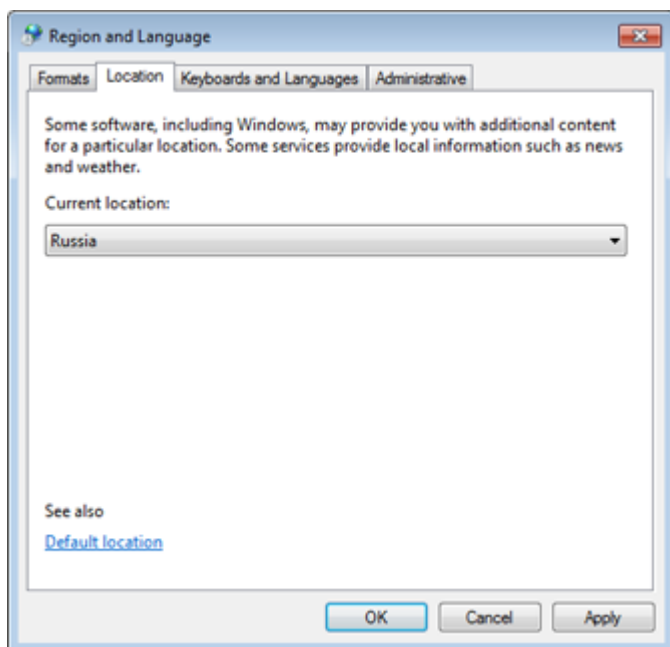 Region and Language
Formats Location Keyboards and Languages Administrative
Some software, including Windows, may provide you with additional content
for a particular location. Some services provide local information such as news
and weather.
Current location:
Russia
See also
Default location
OK Cancel Apply